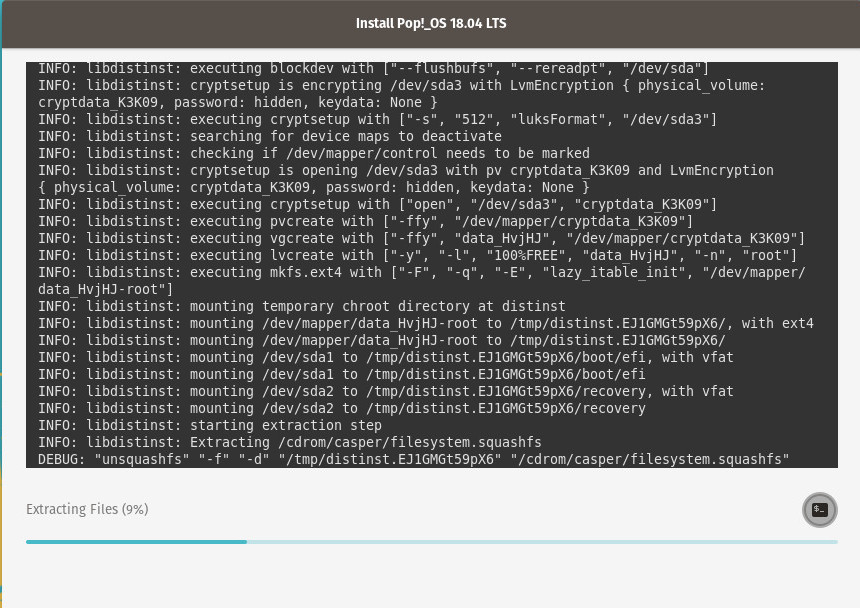 Install Pop!_OS 18.04 LTS
INFO: libdistinst: executing blockdev with ["--flushbufs", "--rereadpt", "/dev/sda"]
INFO: libdistinst: cryptsetup is encrypting /dev/sda3 with LvmEncryption { physical_volume:
cryptdata_K3K09, password: hidden, keydata: None }
INFO: libdistinst: executing cryptsetup with ["-s", "512", "luksFormat", "/dev/sda3"]
INFO: libdistinst: searching for device maps to deactivate
INFO: libdistinst: checking if /dev/mapper/control needs to be marked
INFO: libdistinst: cryptsetup is opening /dev/sda3 with pv cryptdata_K3K09 and LvmEncryption
{ physical_volume: cryptdata_K3K09, password: hidden, keydata: None }
INFO: libdistinst: executing cryptsetup with ["open", "/dev/sda3", "cryptdata_K3K09"]
INFO: libdistinst: executing pvcreate with ["-ffy", "/dev/mapper/cryptdata_K3K09"]
INFO: libdistinst: executing vgcreate with ["-ffy", "data_HvjHJ", "/dev/mapper/cryptdata_K3K09"]
INFO: libdistinst: executing lvcreate with ["-y", "-l", "100%FREE", "data_HvjHJ", "-n", "root"]
INFO: libdistinst: executing mkfs.ext4 with ["-F", "-q", "-E", "lazy_itable_init", "/dev/mapper/
data_HvjHJ-root"]
INFO: libdistinst: mounting temporary chroot directory at distinst
INFO: libdistinst: mounting /dev/mapper/data_HvjHJ-root to /tmp/distinst.EJ1GMGt59pX6/, with ext4
INFO: libdistinst: mounting /dev/mapper/data_HvjHJ-root to /tmp/distinst.EJ1GMGt59pX6/
INFO: libdistinst: mounting /dev/sda1 to /tmp/distinst.EJ1GMGt59pX6/boot/efi, with vfat
INFO: libdistinst: mounting /dev/sda1 to /tmp/distinst.EJ1GMGt59pX6/boot/efi
INFO: libdistinst: mounting /dev/sda2 to /tmp/distinst.EJ1GMGt59pX6/recovery, with vfat
INFO: libdistinst: mounting /dev/sda2 to /tmp/distinst.EJ1GMGt59pX6/recovery
INFO: libdistinst: starting extraction step
INFO: libdistinst: Extracting /cdrom/casper/filesystem.squashfs
DEBUG: "unsquashfs" "-f" "-d" "/tmp/distinst.EJ1GMGt59pX6" "/cdrom/casper/filesystem.squashfs"
Extracting Files (9%)
$_